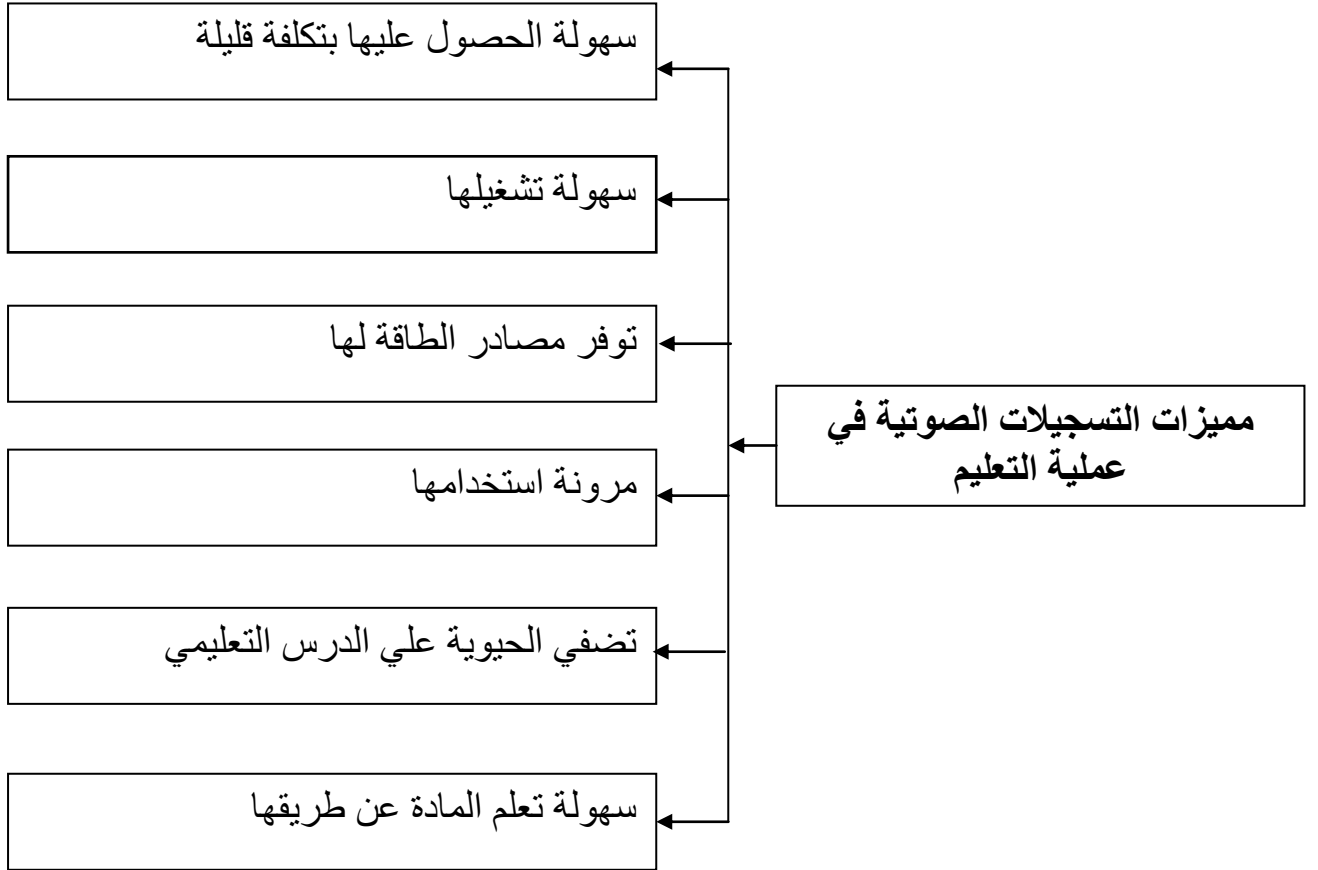 مميزات التسجيلات الصوتية في
عملية التعليم
سهولة الحصول عليها بتكلفة قليلة
سهولة تشغيلها
توفر مصادر الطاقة لها
مرونة استخدامها
تضفي الحيوية علي الدرس التعليمي
سهولة تعلم المادة عن طريقها